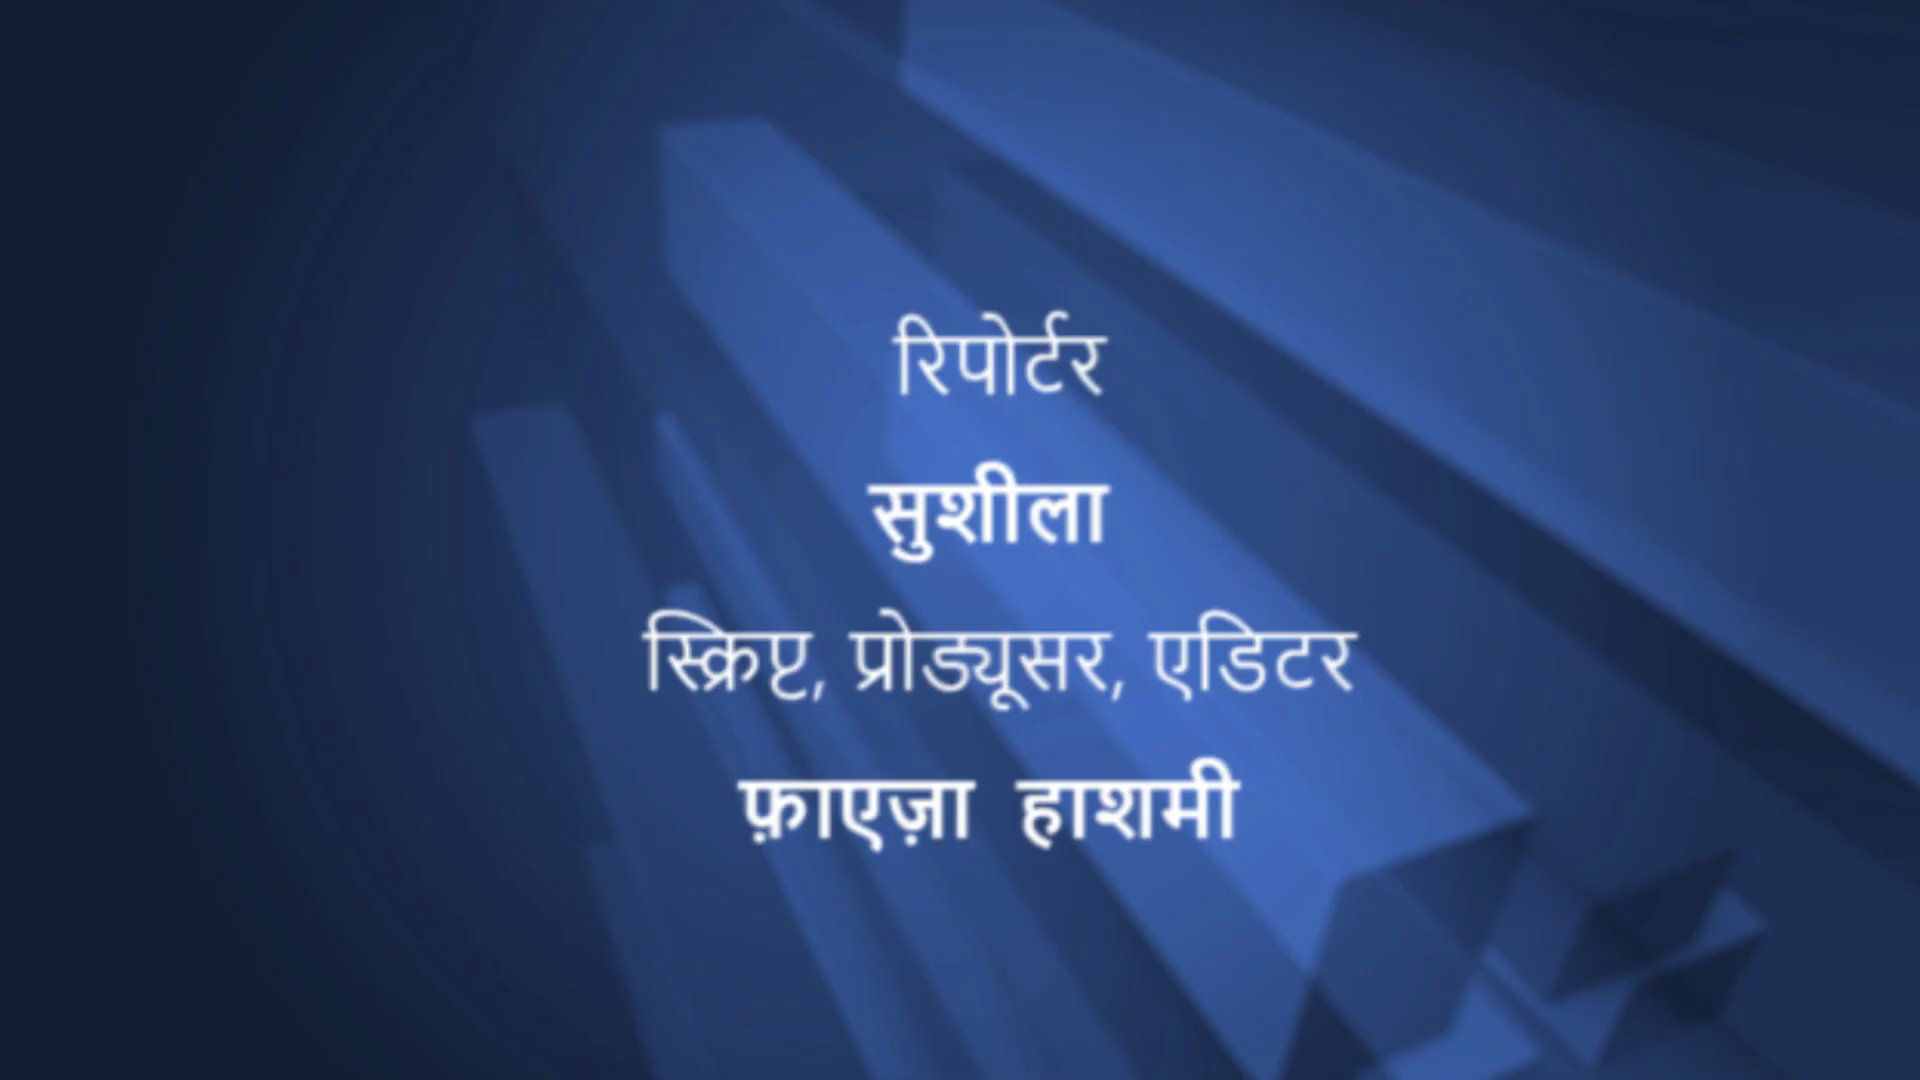 रिपोर्टर
सुशीला
स्क्रिप्ट, प्रोड्यूसर, एडिटर
फ़ाएज़ा हाशमी